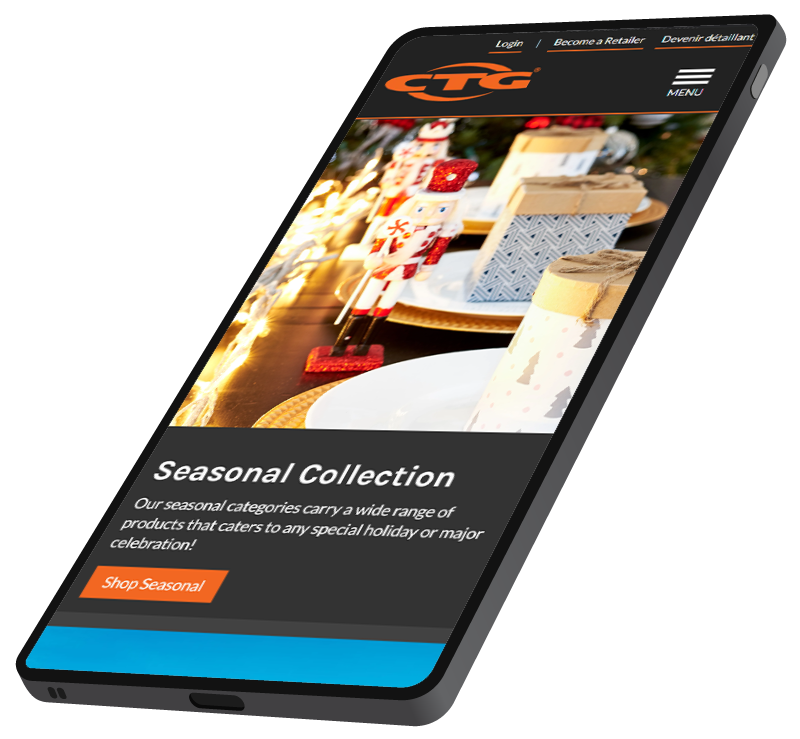 Login | Become a Retailer Devenir détaillant
CTG
MENU
Seasonal Collection
Our seasonal categories carry a wide range of
products that caters to any special holiday or major
celebration!
Shop Seasonal